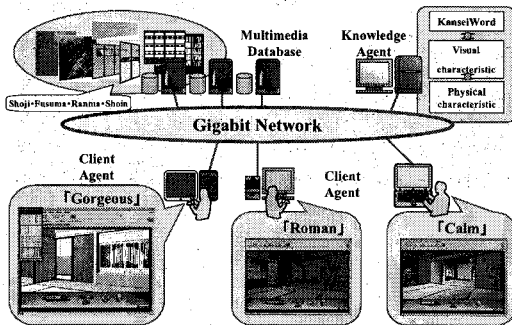 Multimedia
Database
Knowledge
Agent
KanseiWord
Visual
characteristic
Physical
characteristic
Shoji・Fusuma・Ranma・Shoin
Gigabit Network
Client
Agent
「Gorgeous」
Client
Agent
「Roman」
「Calm」